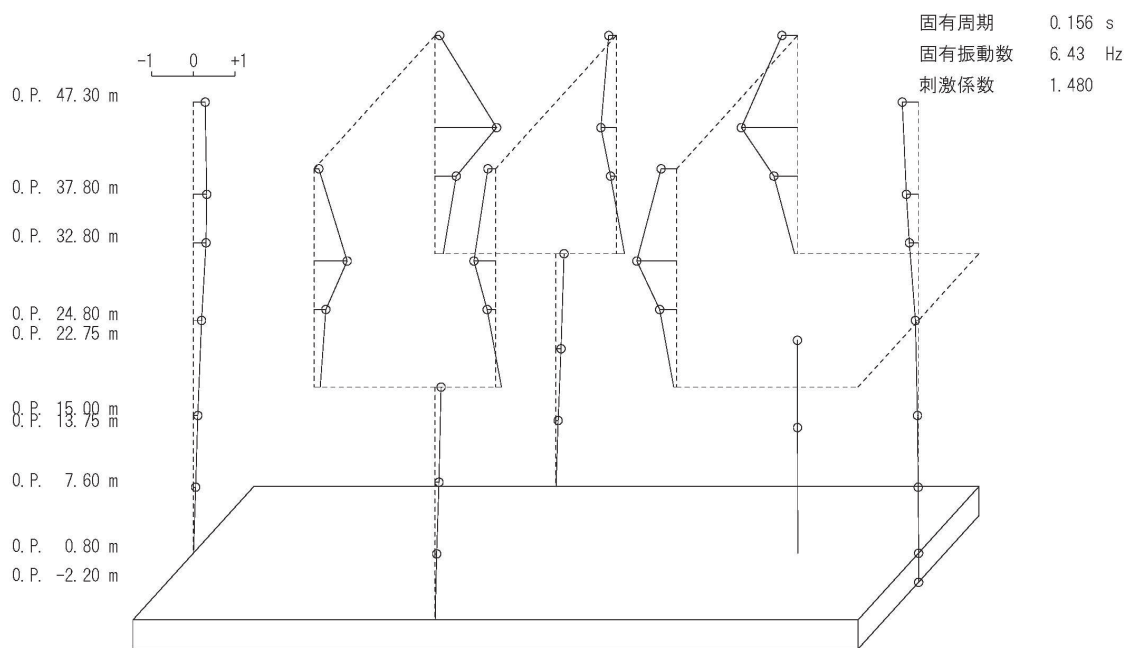 固有周期 0.156 s
固有振動数 6.43 Hz
刺激係数 1.480
-1 0 +1
O.P. 47.30 m
O.P. 37.80 m
O.P. 32.80 m
O.P. 24.80 m
O.P. 22.75 m
O.P. 15.00 m
O.P. 13.75 m
O.P. 7.60 m
O.P. 0.80 m
O.P. -2.20 m